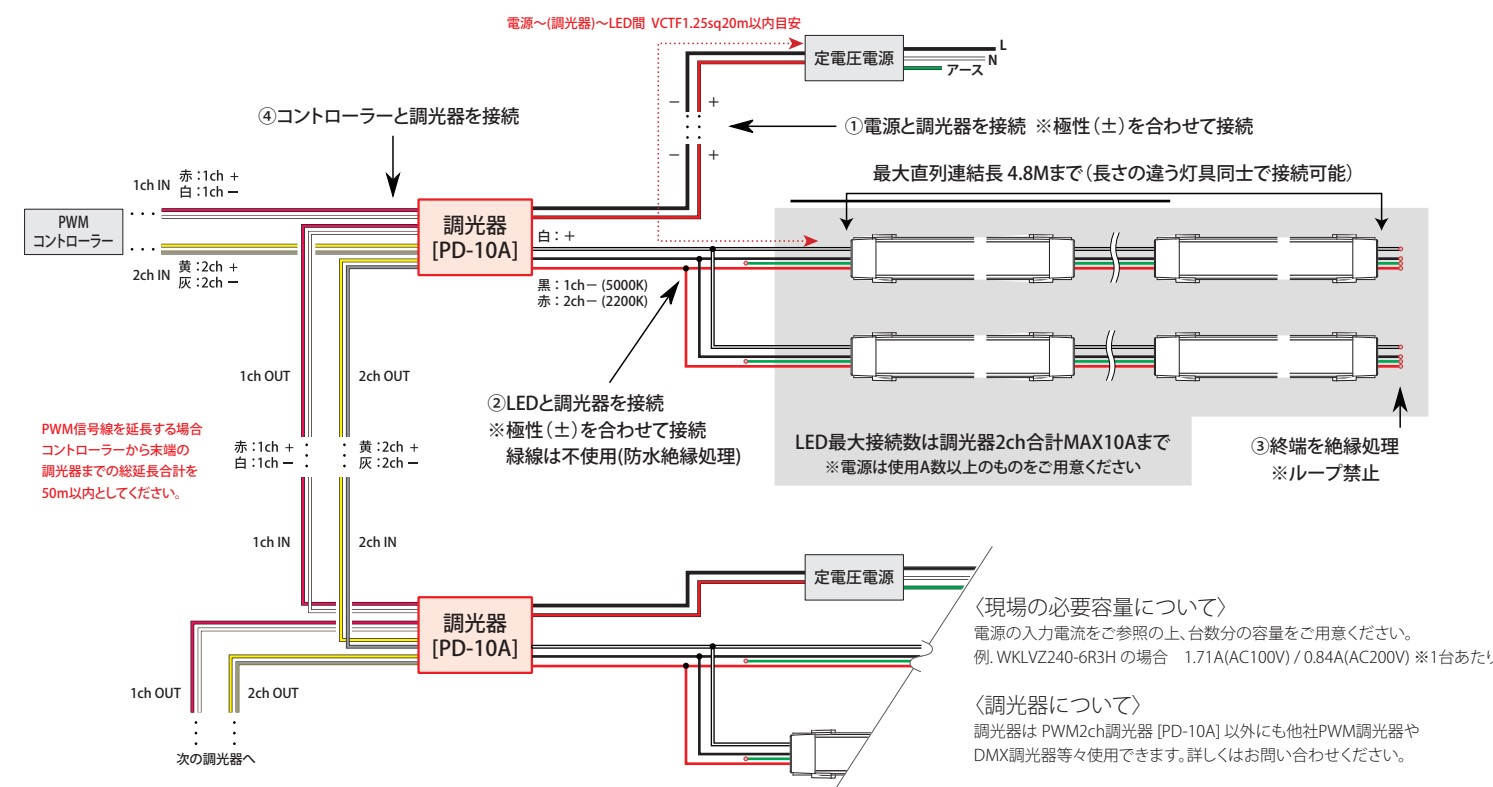 電源～(調光器)～LED間 VCTF1.25sq20m以内目安
定電圧電源
L
N
アース
－ ＋
－ ＋
④コントローラーと調光器を接続
①電源と調光器を接続 ※極性(±)を合わせて接続
最大直列連結長 4.8Mまで(長さの違う灯具同士で接続可能)
PWM
コントローラー
1ch IN
赤：1ch ＋
白：1ch －
2ch IN
黄：2ch ＋
灰：2ch －
調光器
[PD-10A]
白：＋
黒：1ch－ (5000K)
赤：2ch－ (2200K)
1ch OUT
2ch OUT
②LEDと調光器を接続
※極性(±)を合わせて接続
緑線は不使用(防水絶縁処理)
PWM信号線を延長する場合
コントローラーから末端の
調光器までの総延長合計を
50m以内としてください。
赤：1ch ＋
白：1ch －
黄：2ch ＋
灰：2ch －
LED最大接続数は調光器2ch合計MAX10Aまで
※電源は使用A数以上のものをご用意ください
③終端を絶縁処理
※ループ禁止
1ch IN
2ch IN
定電圧電源
調光器
[PD-10A]
1ch OUT
2ch OUT
次の調光器へ
〈現場の必要容量について〉
電源の入力電流をご参照の上、台数分の容量をご用意ください。
例. WKLVZ240-6R3H の場合 1.71A(AC100V) / 0.84A(AC200V) ※1台あたり
〈調光器について〉
調光器は PWM2ch調光器 [PD-10A] 以外にも他社PWM調光器や
DMX調光器等々使用できます。詳しくはお問い合わせください。